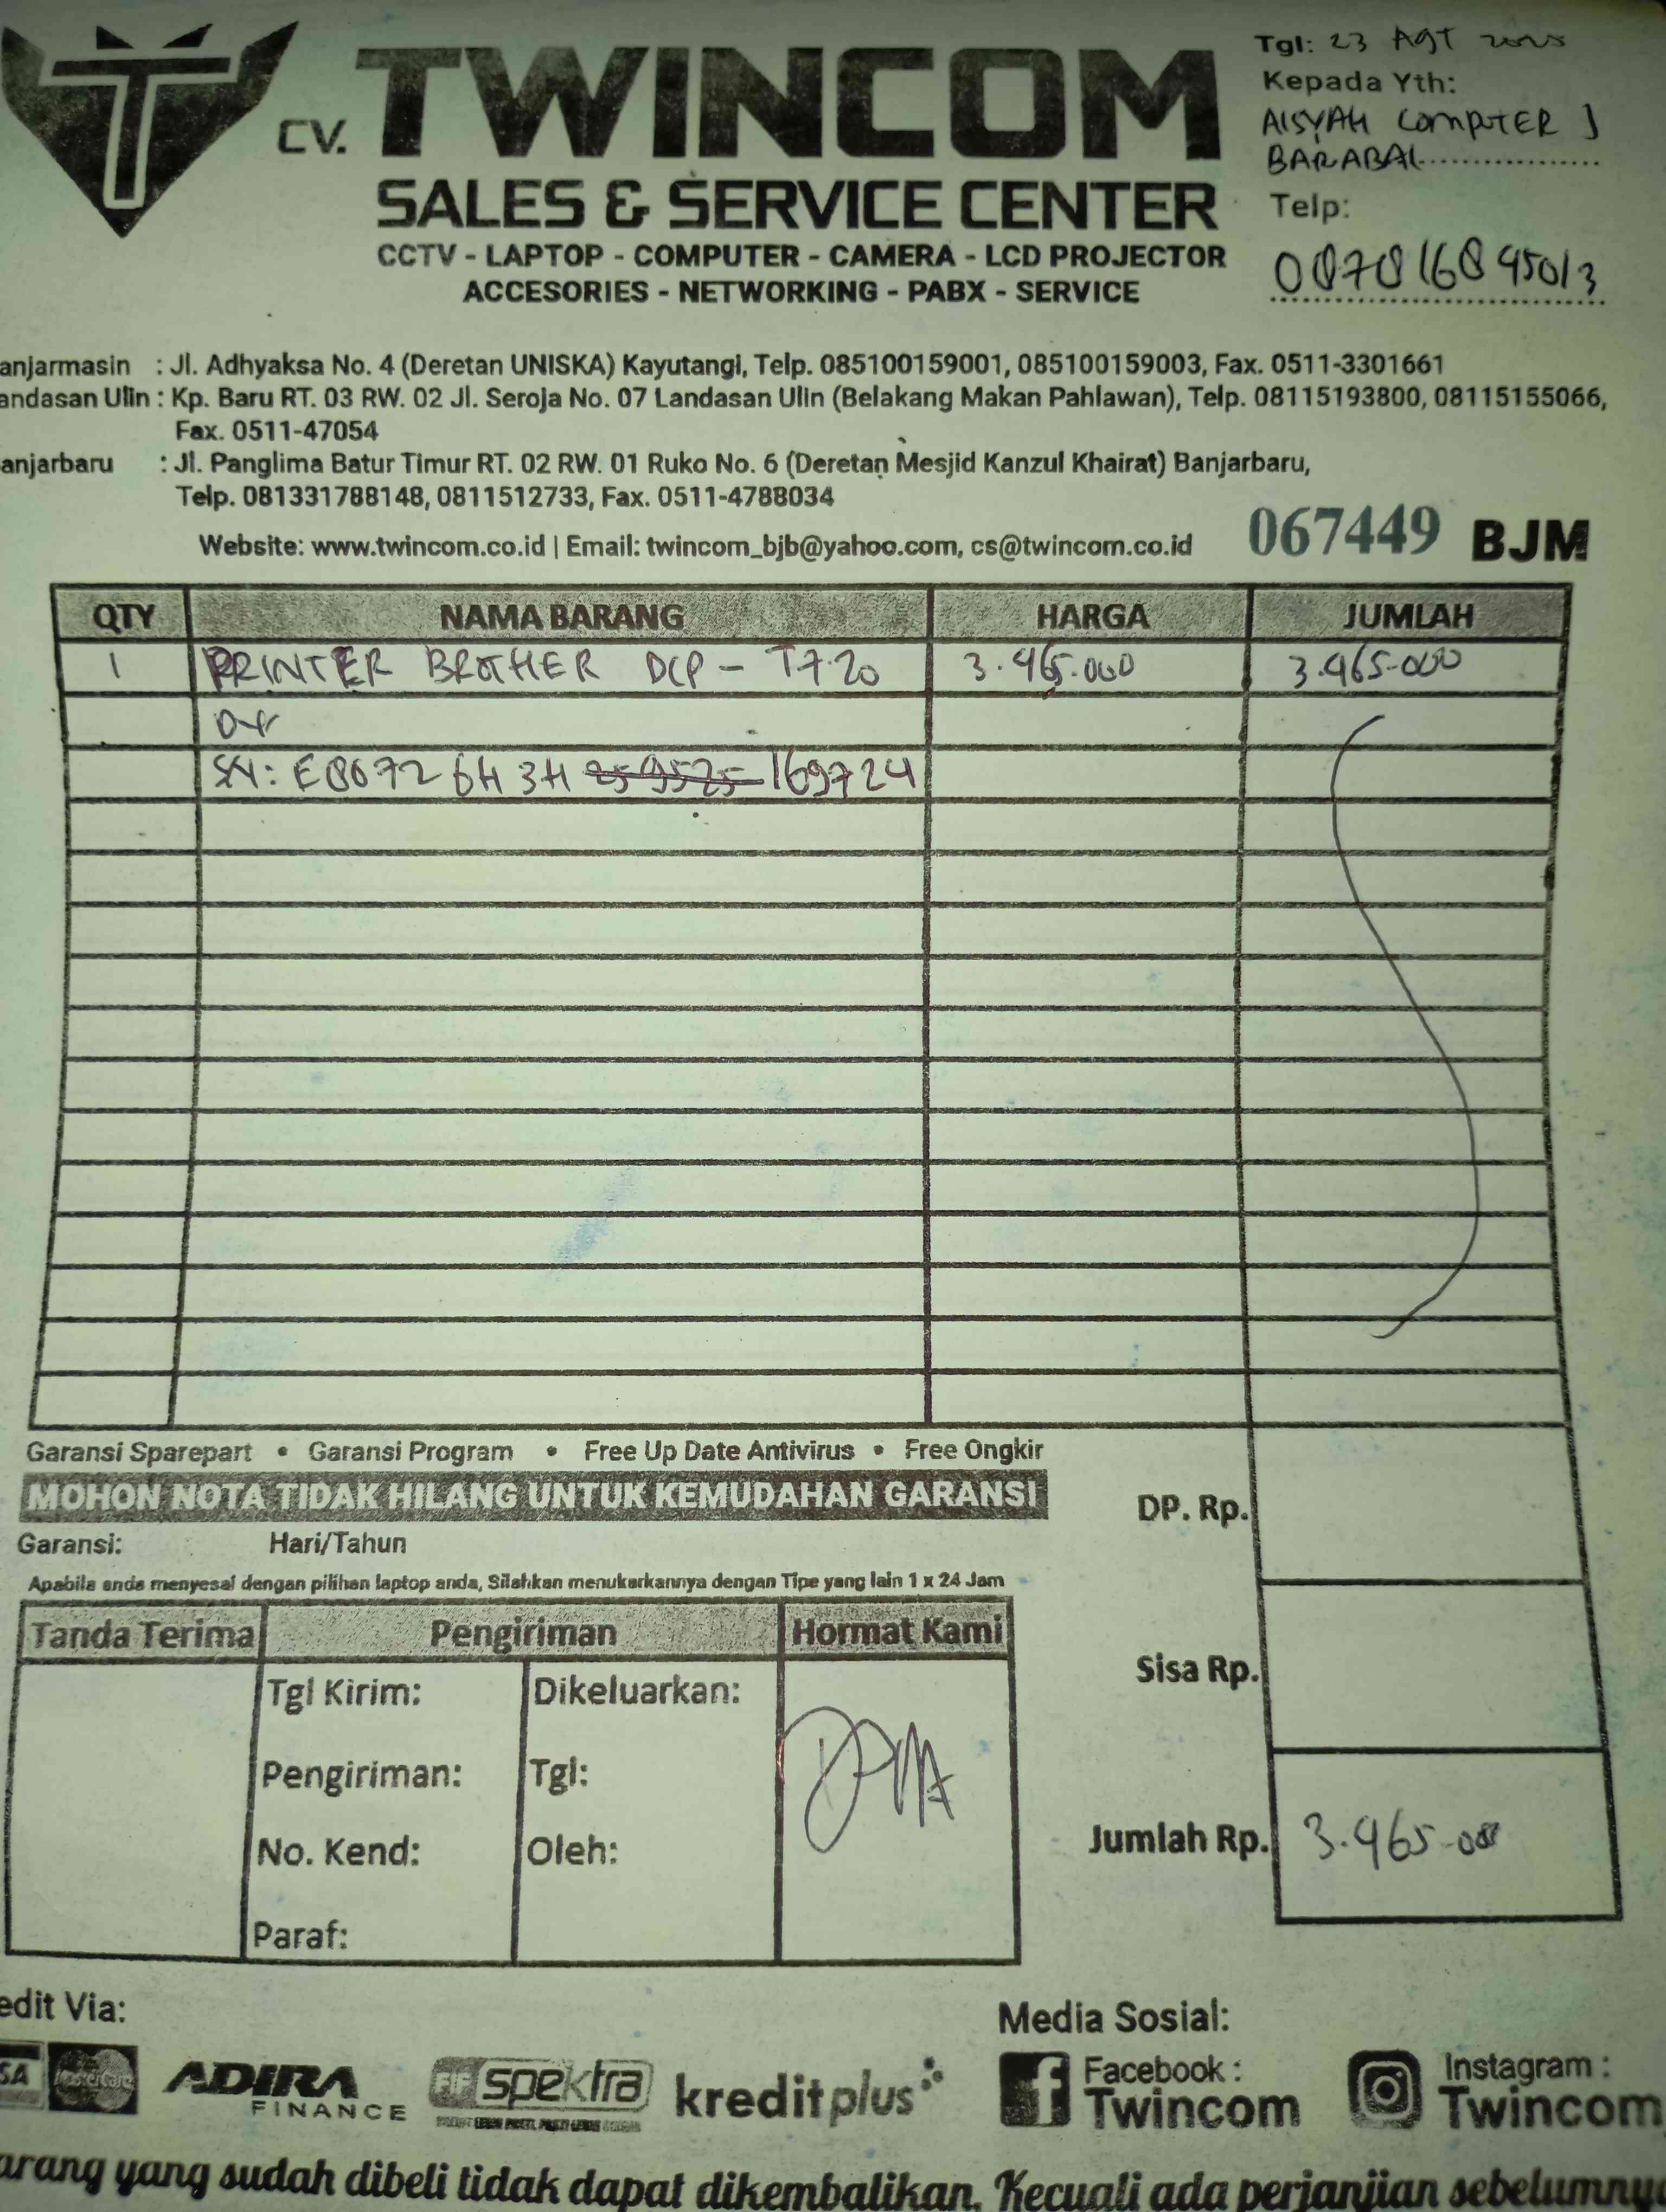 CV. TWINCOM
SALES & SERVICE CENTER
CCTV - LAPTOP - COMPUTER - CAMERA - LCD PROJECTOR
ACCESORIES - NETWORKING - PABX - SERVICE
Tgl: 23 AGT
Kepada Yth:
AISYAH COMPUTER
BARABAI
Telp:
anjarmasin : Jl. Adhyaksa No. 4 (Deretan UNISKA) Kayutangi, Telp. 085100159001, 085100159003, Fax. 0511-3301661
andasan Ulin : Kp. Baru RT. 03 RW. 02 Jl. Seroja No. 07 Landasan Ulin (Belakang Makan Pahlawan), Telp. 08115193800, 08115155066,
Fax. 0511-47054
anjarbaru : Jl. Panglima Batur Timur RT. 02 RW. 01 Ruko No. 6 (Deretan Mesjid Kanzul Khairat) Banjarbaru,
Telp. 081331788148, 0811512733, Fax. 0511-4788034
Website: www.twincom.co.id | Email: twincom_bjb@yahoo.com, cs@twincom.co.id
067449 BJM
QTY NAMA BARANG HARGA JUMLAH
1 PRINTER BROTHER DCP - T720 3.465.000 3.465.000
SN: 169724
Garansi Sparepart • Garansi Program • Free Up Date Antivirus • Free Ongkir
MOHON NOTA TIDAK HILANG UNTUK KEMUDAHAN GARANSI
Garansi: Hari/Tahun
Apabila anda menyesal dengan pilihan laptop anda, Silahkan menukarkannya dengan Tipe yang lain 1 x 24 Jam
DP. Rp.
Sisa Rp.
Jumlah Rp. 3.465.000
Tanda Terima Pengiriman Hormat Kami
Tgl Kirim: Dikeluarkan:
Pengiriman: Tgl:
No. Kend: Oleh:
Paraf:
edit Via:
SA MasterCard ADIRA FINANCE FIF spektra kreditplus
Media Sosial:
Facebook : Twincom
Instagram : Twincom
arang yang sudah dibeli tidak dapat dikembalikan. Kecuali ada perjanjian sebelumnya